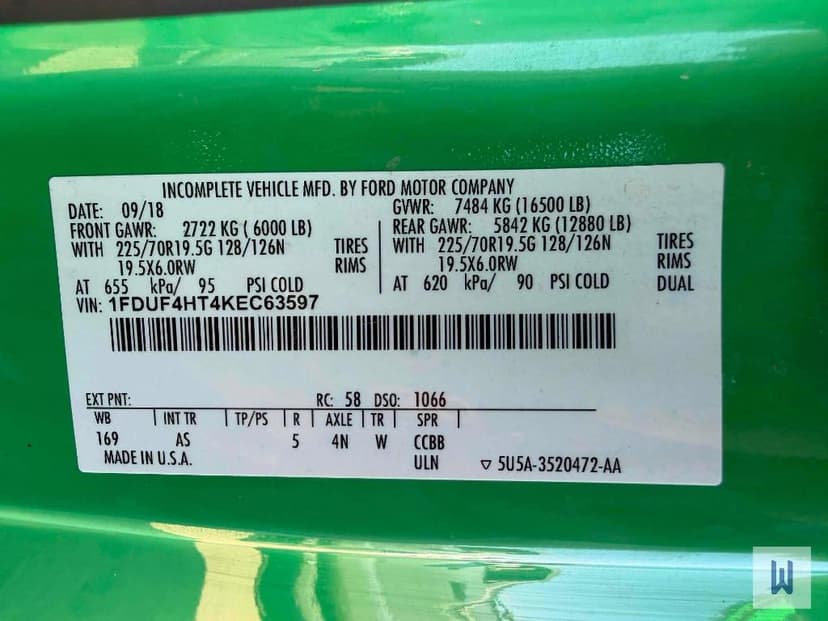 INCOMPLETE VEHICLE MFD. BY FORD MOTOR COMPANY
DATE: 09/18 GVWR: 7484 KG (16500 LB)
FRONT GAWR: 2722 KG ( 6000 LB) REAR GAWR: 5842 KG (12880 LB)
WITH 225/70R19.5G 128/126N TIRES WITH 225/70R19.5G 128/126N TIRES
19.5X6.0RW RIMS 19.5X6.0RW RIMS
AT 655 kPa/ 95 PSI COLD AT 620 kPa/ 90 PSI COLD DUAL
VIN: 1FDUF4HT4KEC63597
EXT PNT: RC: 58 DSO: 1066
WB INT TR TP/PS R AXLE TR SPR
169 AS 5 4N W CCBB
MADE IN U.S.A. ULN ▽ 5U5A-3520472-AA
W